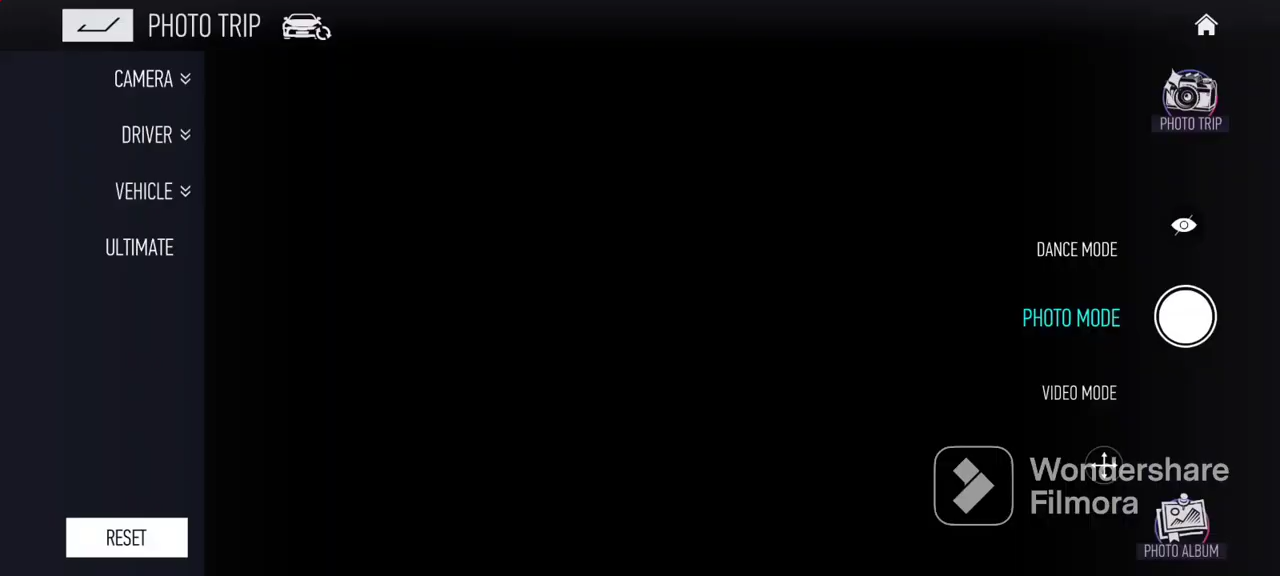 PHOTO TRIP
CAMERA
DRIVER
VEHICLE
ULTIMATE
RESET
PHOTO TRIP
DANCE MODE
PHOTO MODE
VIDEO MODE
Wondershare
Filmora
PHOTO ALBUM